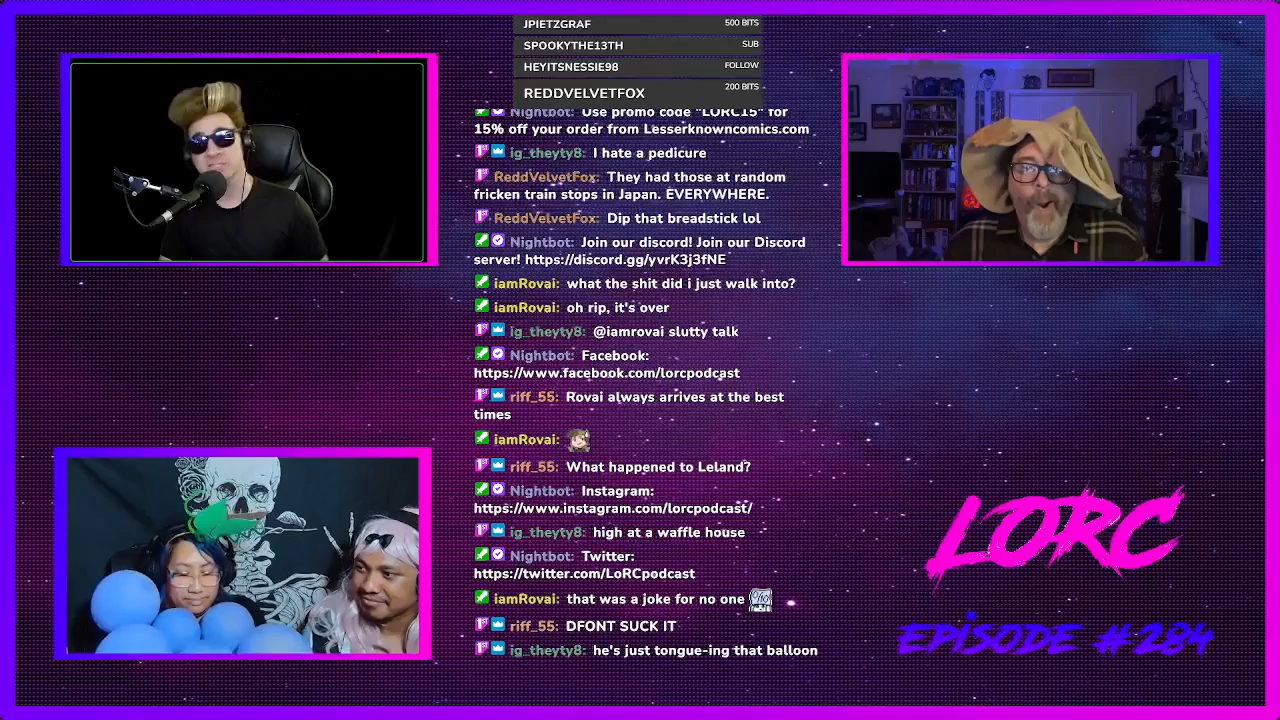 JPIETZGRAF 500 BITS
SPOOKYTHE13TH SUB
HEYITSNESSIE98 FOLLOW
REDDVELVETFOX 200 BITS
Nightbot: Use promo code "LORC15" for
15% off your order from Lesserknowncomics.com
ig_theyty8: I hate a pedicure
ReddVelvetFox: They had those at random
fricken train stops in Japan. EVERYWHERE.
ReddVelvetFox: Dip that breadstick lol
Nightbot: Join our discord! Join our Discord
server! https://discord.gg/yvrK3j3fNE
iamRovai: what the shit did i just walk into?
iamRovai: oh rip, it's over
ig_theyty8: @iamrovai slutty talk
Nightbot: Facebook:
https://www.facebook.com/lorcpodcast
riff_55: Rovai always arrives at the best
times
iamRovai:
riff_55: What happened to Leland?
Nightbot: Instagram:
https://www.instagram.com/lorcpodcast/
ig_theyty8: high at a waffle house
Nightbot: Twitter:
https://twitter.com/LoRCpodcast
iamRovai: that was a joke for no one
riff_55: DFONT SUCK IT
ig_theyty8: he's just tongue-ing that balloon
LORC
EPISODE #284